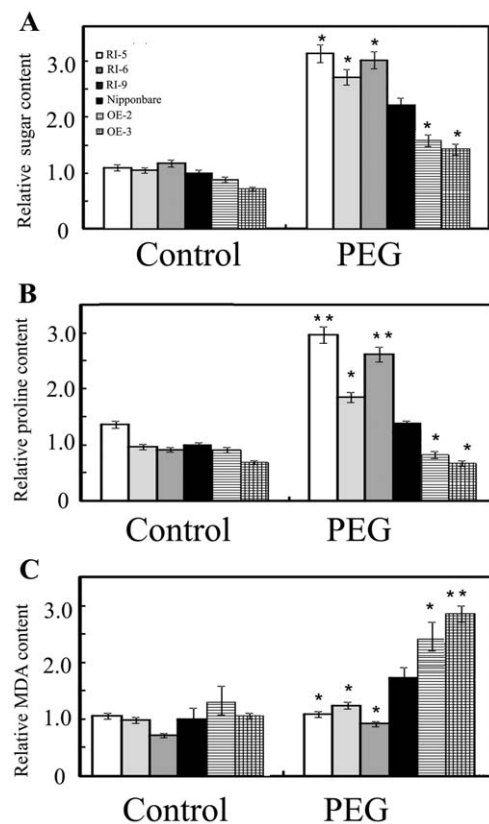 A
Relative sugar content
3.0
2.0
1.0
0
RI-5
RI-6
RI-9
Nipponbare
OE-2
OE-3
* * *
* *
Control PEG
B
Relative proline content
3.0
2.0
1.0
0
** * **
* *
Control PEG
C
Relative MDA content
3.0
2.0
1.0
0
* * *
* **
Control PEG